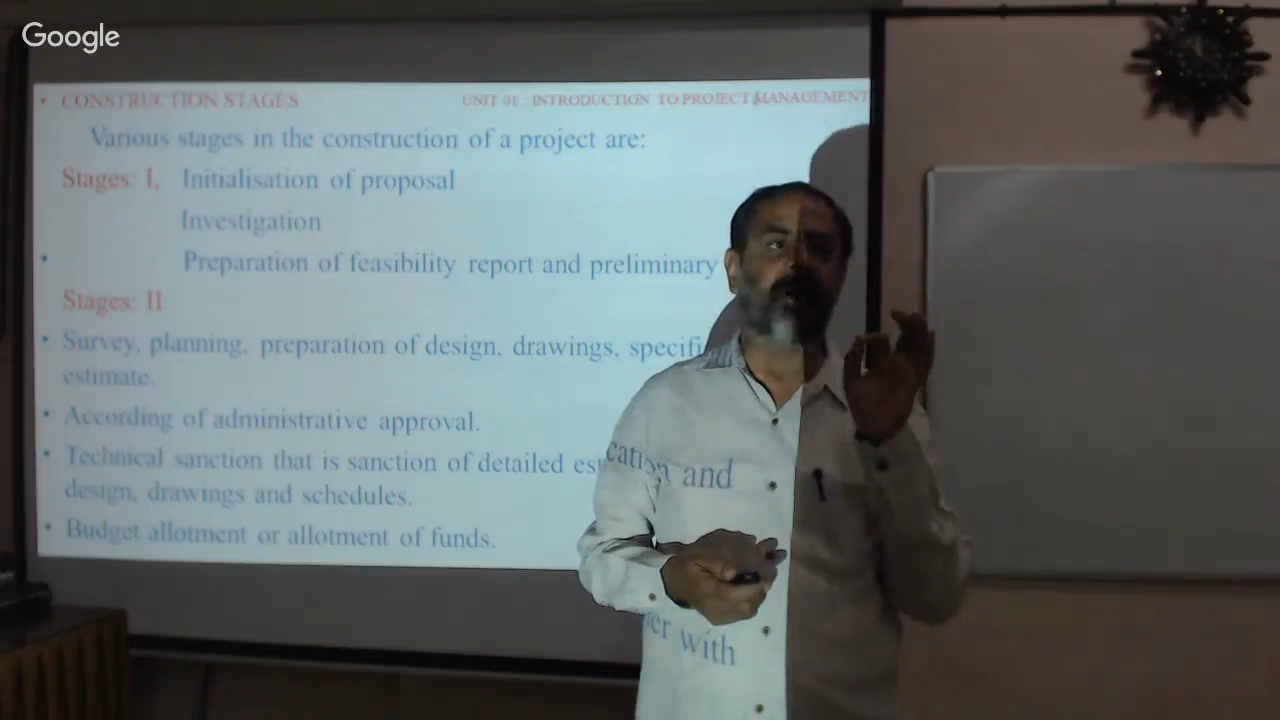 Google
• CONSTRUCTION STAGES UNIT 01 : INTRODUCTION TO PROJECT MANAGEMENT
Various stages in the construction of a project are:
Stages: I, Initialisation of proposal
Investigation
• Preparation of feasibility report and preliminary
Stages: II
• Survey, planning, preparation of design, drawings, specification and
estimate.
• According of administrative approval.
• Technical sanction that is sanction of detailed with
design, drawings and schedules.
• Budget allotment or allotment of funds.